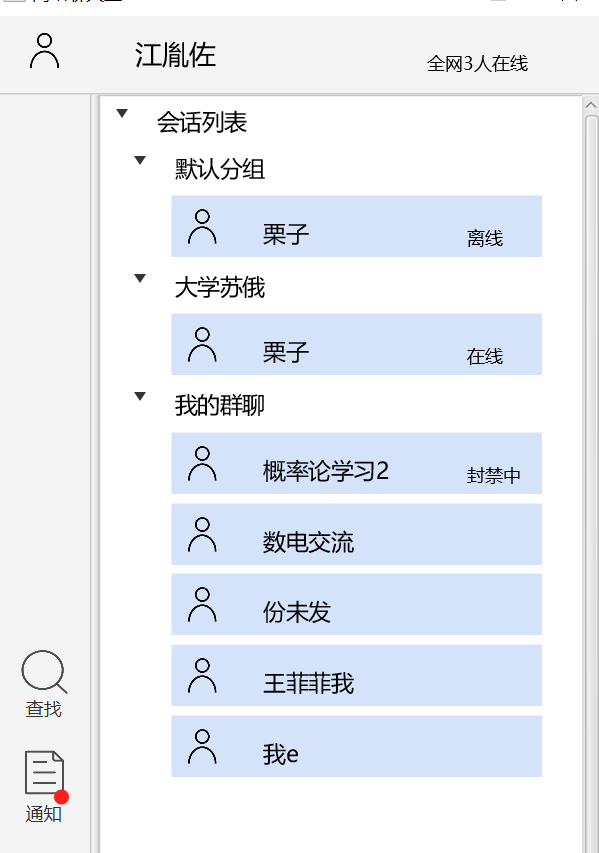 江胤佐
全网3人在线
会话列表
默认分组
栗子
离线
大学苏俄
栗子
在线
我的群聊
概率论学习2
封禁中
数电交流
份未发
王菲菲我
我e
查找
通知